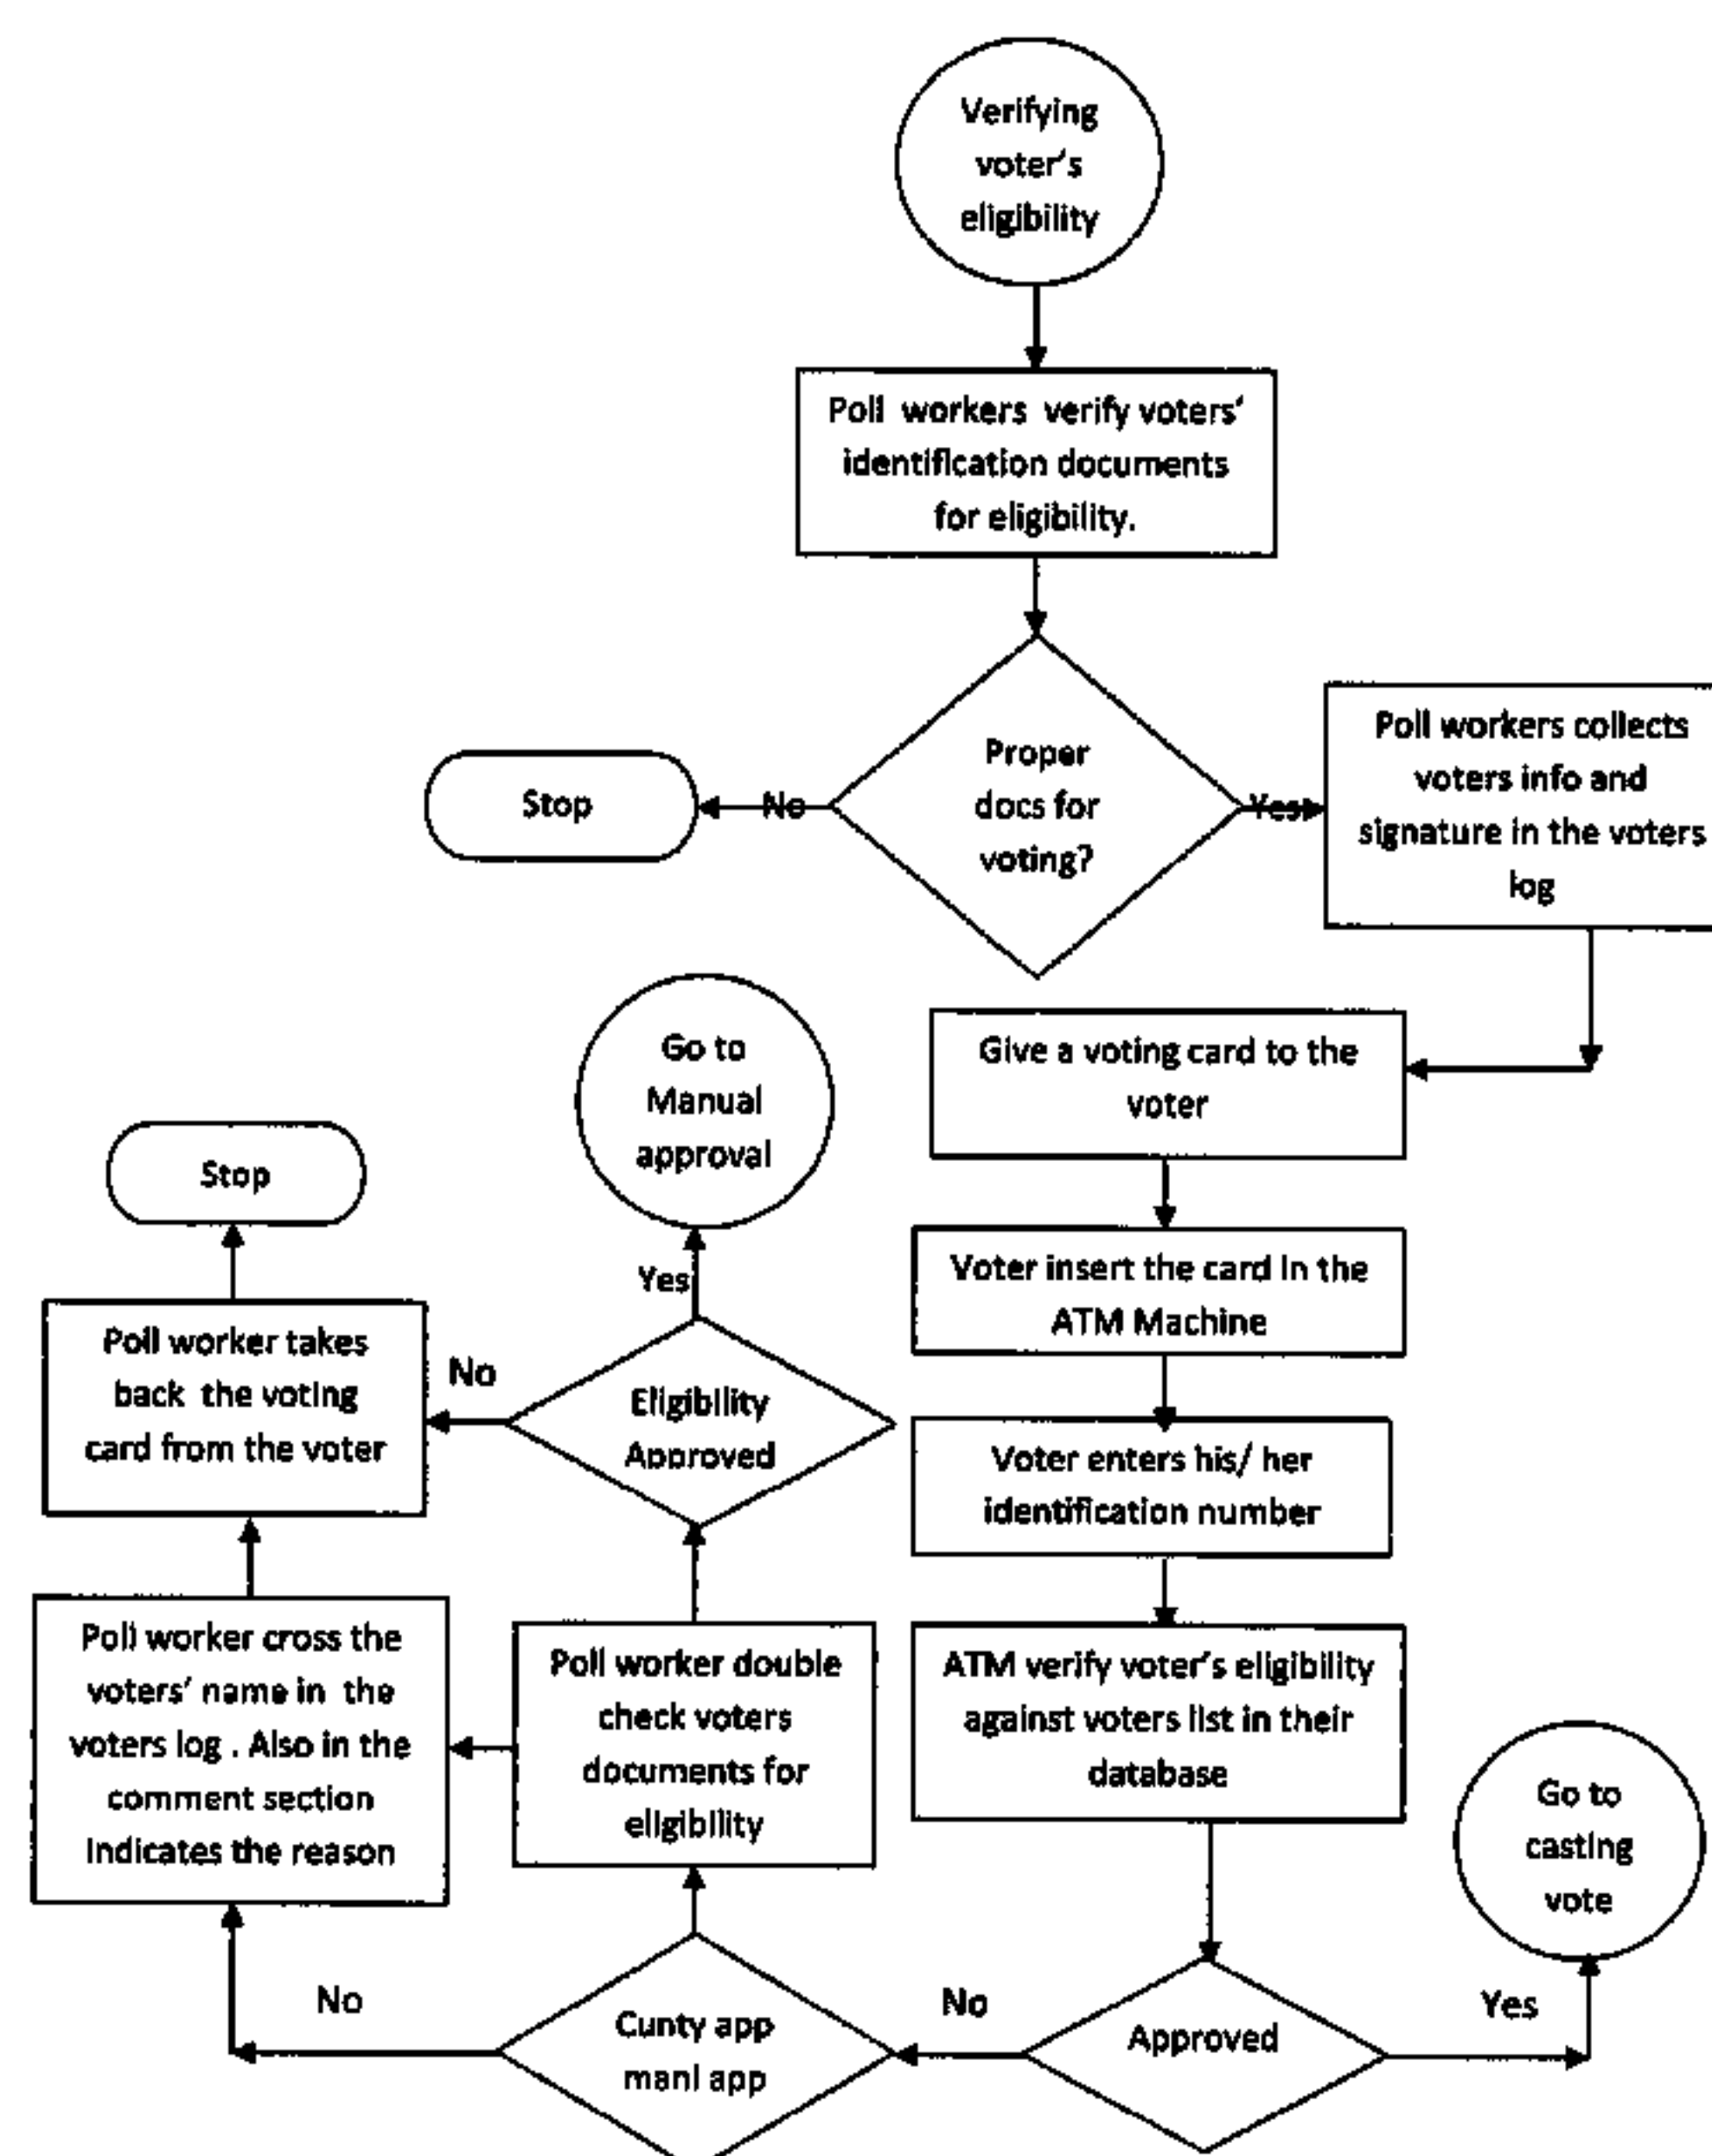 Verifying
voter's
eligibility
Poll workers verify voters'
identification documents
for eligibility.
Proper
docs for
voting?
No
Stop
Yes
Poll workers collects
voters info and
signature in the voters
log
Give a voting card to the
voter
Voter insert the card in the
ATM Machine
Voter enters his/ her
identification number
ATM verify voter's eligibility
against voters list in their
database
Approved
Yes
Go to
casting
vote
No
Cunty app
manl app
No
Poll worker double
check voters
documents for
eligibility
Poll worker cross the
voters' name in the
voters log . Also in the
comment section
indicates the reason
Eligibility
Approved
Yes
Go to
Manual
approval
No
Poll worker takes
back the voting
card from the voter
Stop